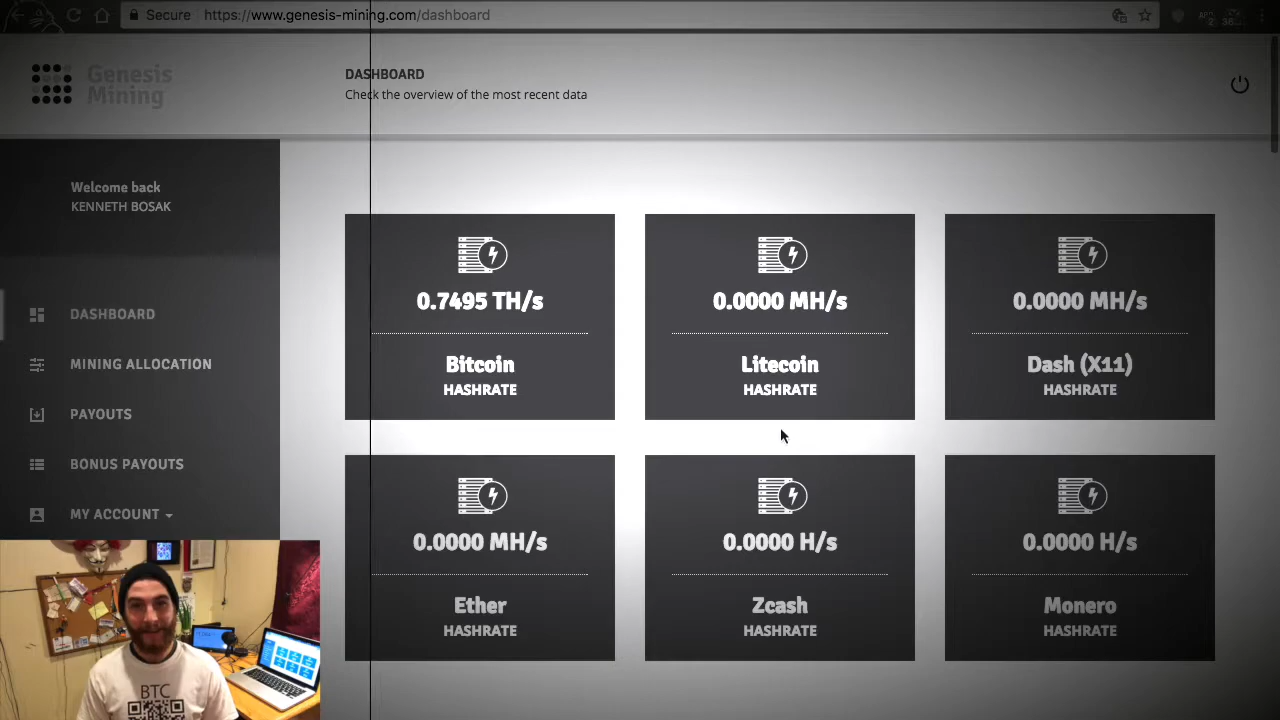 Secure https://www.genesis-mining.com/dashboard
Genesis
Mining
DASHBOARD
Check the overview of the most recent data
Welcome back
KENNETH BOSAK
DASHBOARD
MINING ALLOCATION
PAYOUTS
BONUS PAYOUTS
MY ACCOUNT
0.7495 TH/s
Bitcoin
HASHRATE
0.0000 MH/s
Litecoin
HASHRATE
0.0000 MH/s
Dash (X11)
HASHRATE
0.0000 MH/s
Ether
HASHRATE
0.0000 H/s
Zcash
HASHRATE
0.0000 H/s
Monero
HASHRATE
BTC